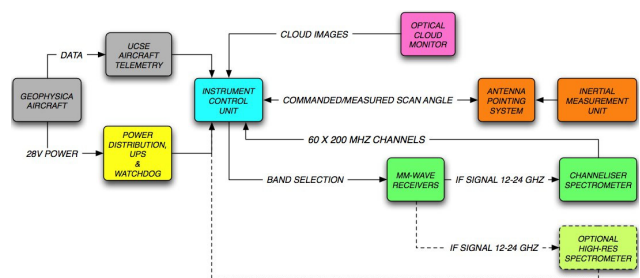 OPTICAL
CLOUD
MONITOR
CLOUD IMAGES
UCSE
AIRCRAFT
TELEMETRY
DATA
GEOPHYSICA
AIRCRAFT
INSTRUMENT
CONTROL
UNIT
COMMANDED/MEASURED SCAN ANGLE
ANTENNA
POINTING
SYSTEM
INERTIAL
MEASUREMENT
UNIT
28V POWER
POWER
DISTRIBUTION,
UPS
&
WATCHDOG
60 X 200 MHZ CHANNELS
BAND SELECTION
MM-WAVE
RECEIVERS
IF SIGNAL 12-24 GHZ
CHANNELISER
SPECTROMETER
IF SIGNAL 12-24 GHZ
OPTIONAL
HIGH-RES
SPECTROMETER